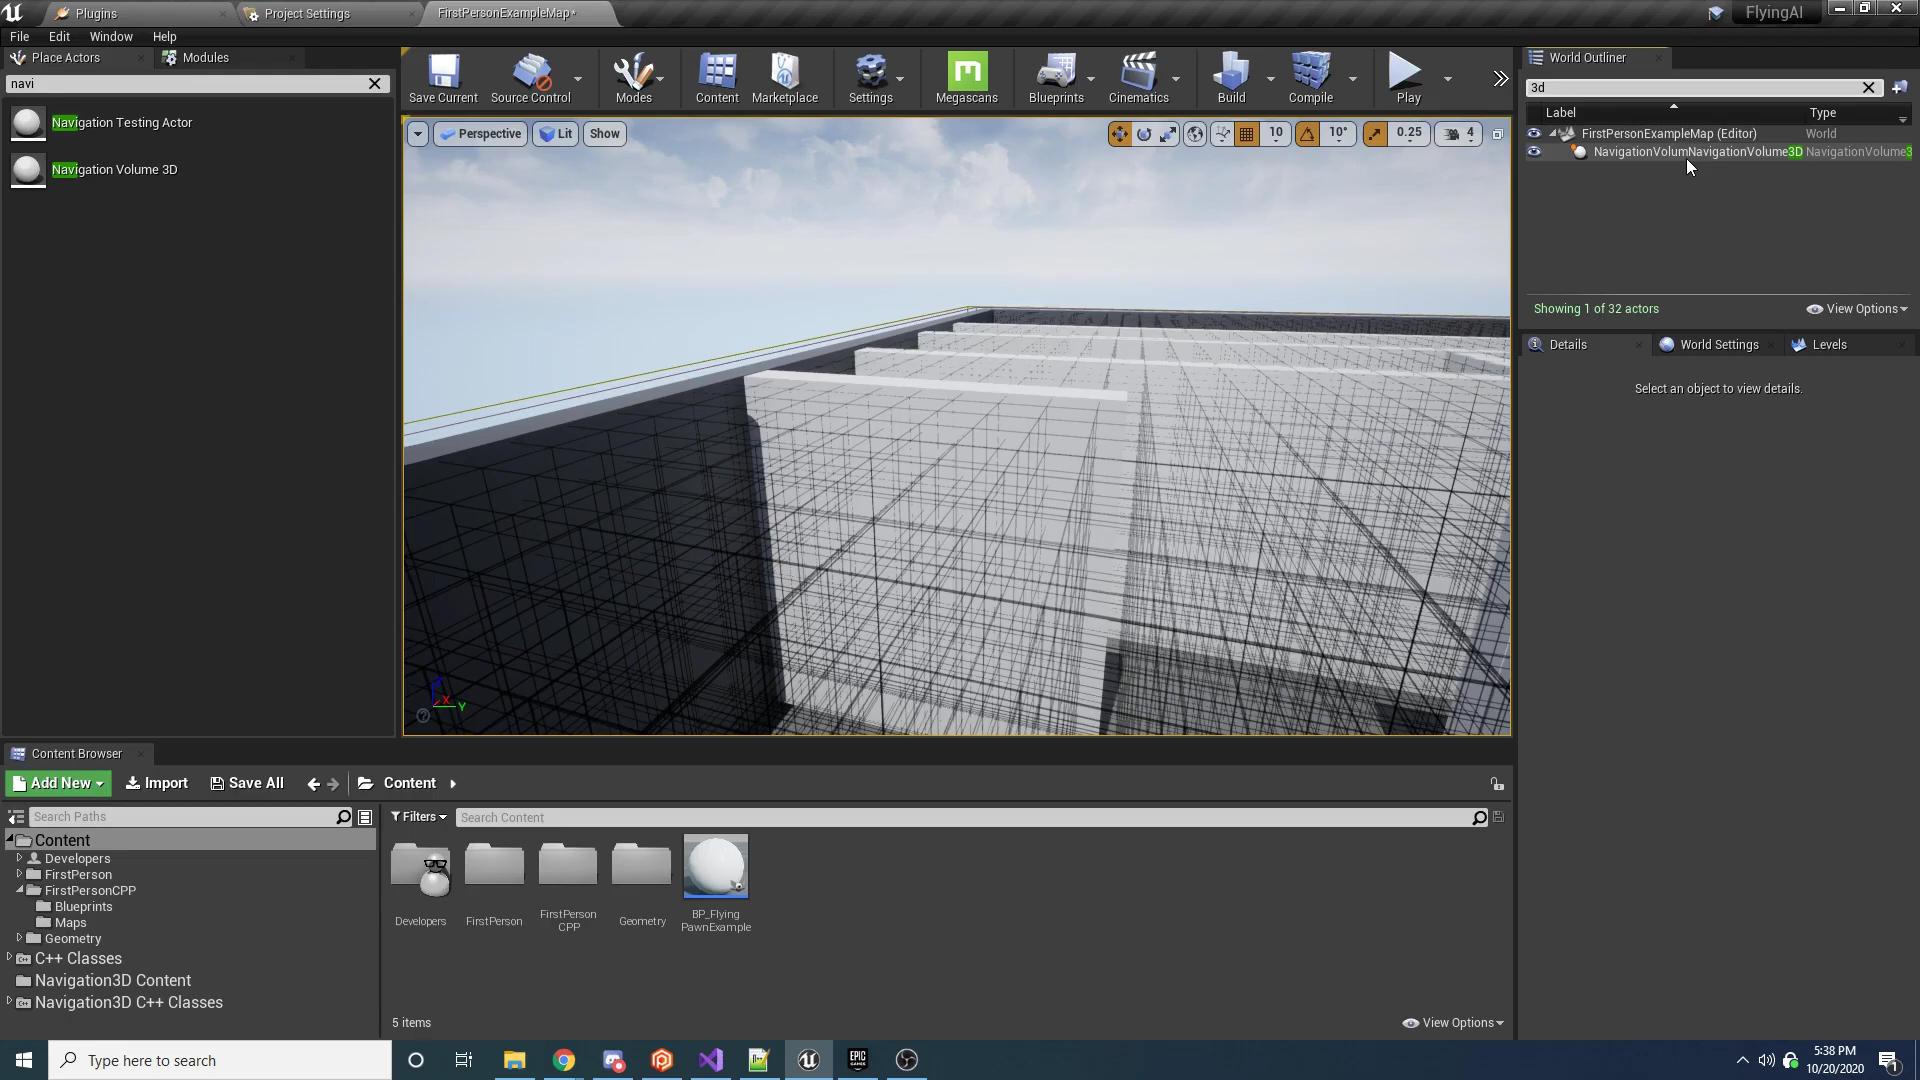 Plugins
Project Settings
FirstPersonExampleMap*
FlyingAI
File Edit Window Help
Place Actors
Modules
navi
Navigation Testing Actor
Navigation Volume 3D
Save Current
Source Control
Modes
Content
Marketplace
Settings
Megascans
Blueprints
Cinematics
Build
Compile
Play
Perspective
Lit
Show
10
10°
0.25
4
X
Y
World Outliner
3d
Label
Type
FirstPersonExampleMap (Editor)
World
NavigationVolumNavigationVolume3D
NavigationVolume3
Showing 1 of 32 actors
View Options
Details
World Settings
Levels
Select an object to view details.
Content Browser
Add New
Import
Save All
Content
Search Paths
Filters
Search Content
Content
Developers
FirstPerson
FirstPersonCPP
Blueprints
Maps
Geometry
C++ Classes
Navigation3D Content
Navigation3D C++ Classes
Developers
FirstPerson
FirstPerson
CPP
Geometry
BP_Flying
PawnExample
5 items
View Options
Type here to search
EPIC
GAMES
5:38 PM
10/20/2020
1